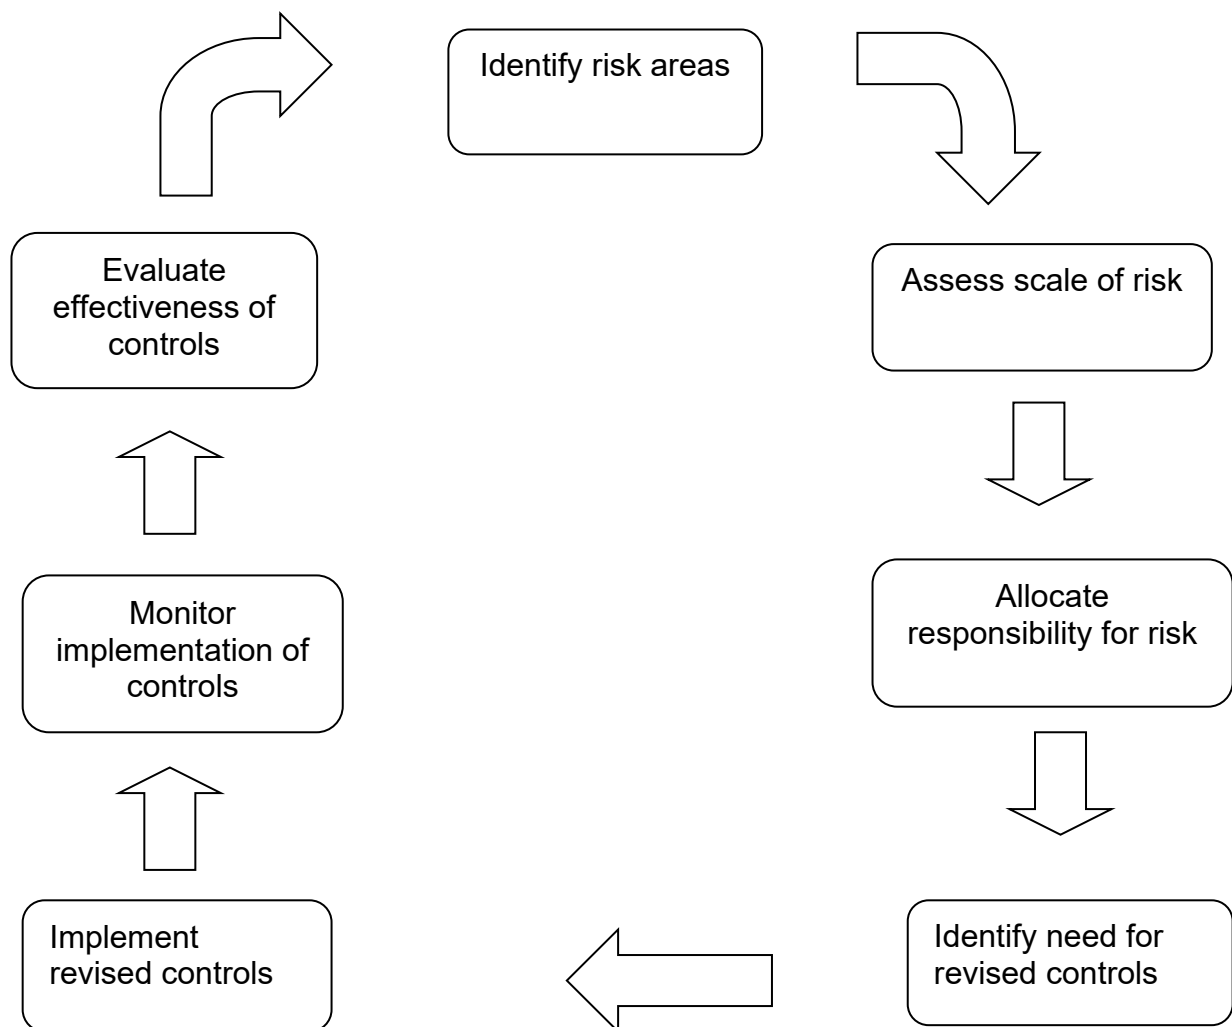 Identify risk areas
Assess scale of risk
Allocate
responsibility for risk
Identify need for
revised controls
Implement
revised controls
Monitor
implementation of
controls
Evaluate
effectiveness of
controls